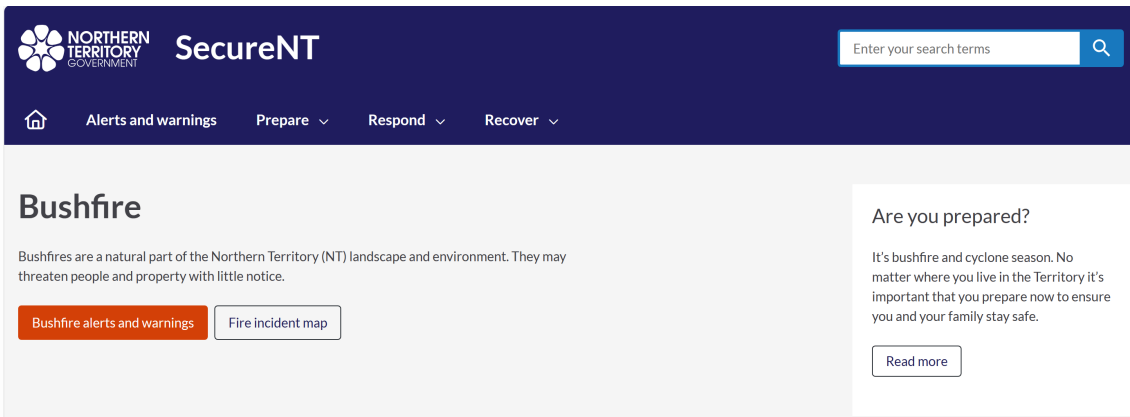 NORTHERN
TERRITORY
GOVERNMENT
SecureNT
Enter your search terms
Alerts and warnings
Prepare
Respond
Recover
Bushfire
Bushfires are a natural part of the Northern Territory (NT) landscape and environment. They may
threaten people and property with little notice.
Bushfire alerts and warnings
Fire incident map
Are you prepared?
It's bushfire and cyclone season. No
matter where you live in the Territory it's
important that you prepare now to ensure
you and your family stay safe.
Read more